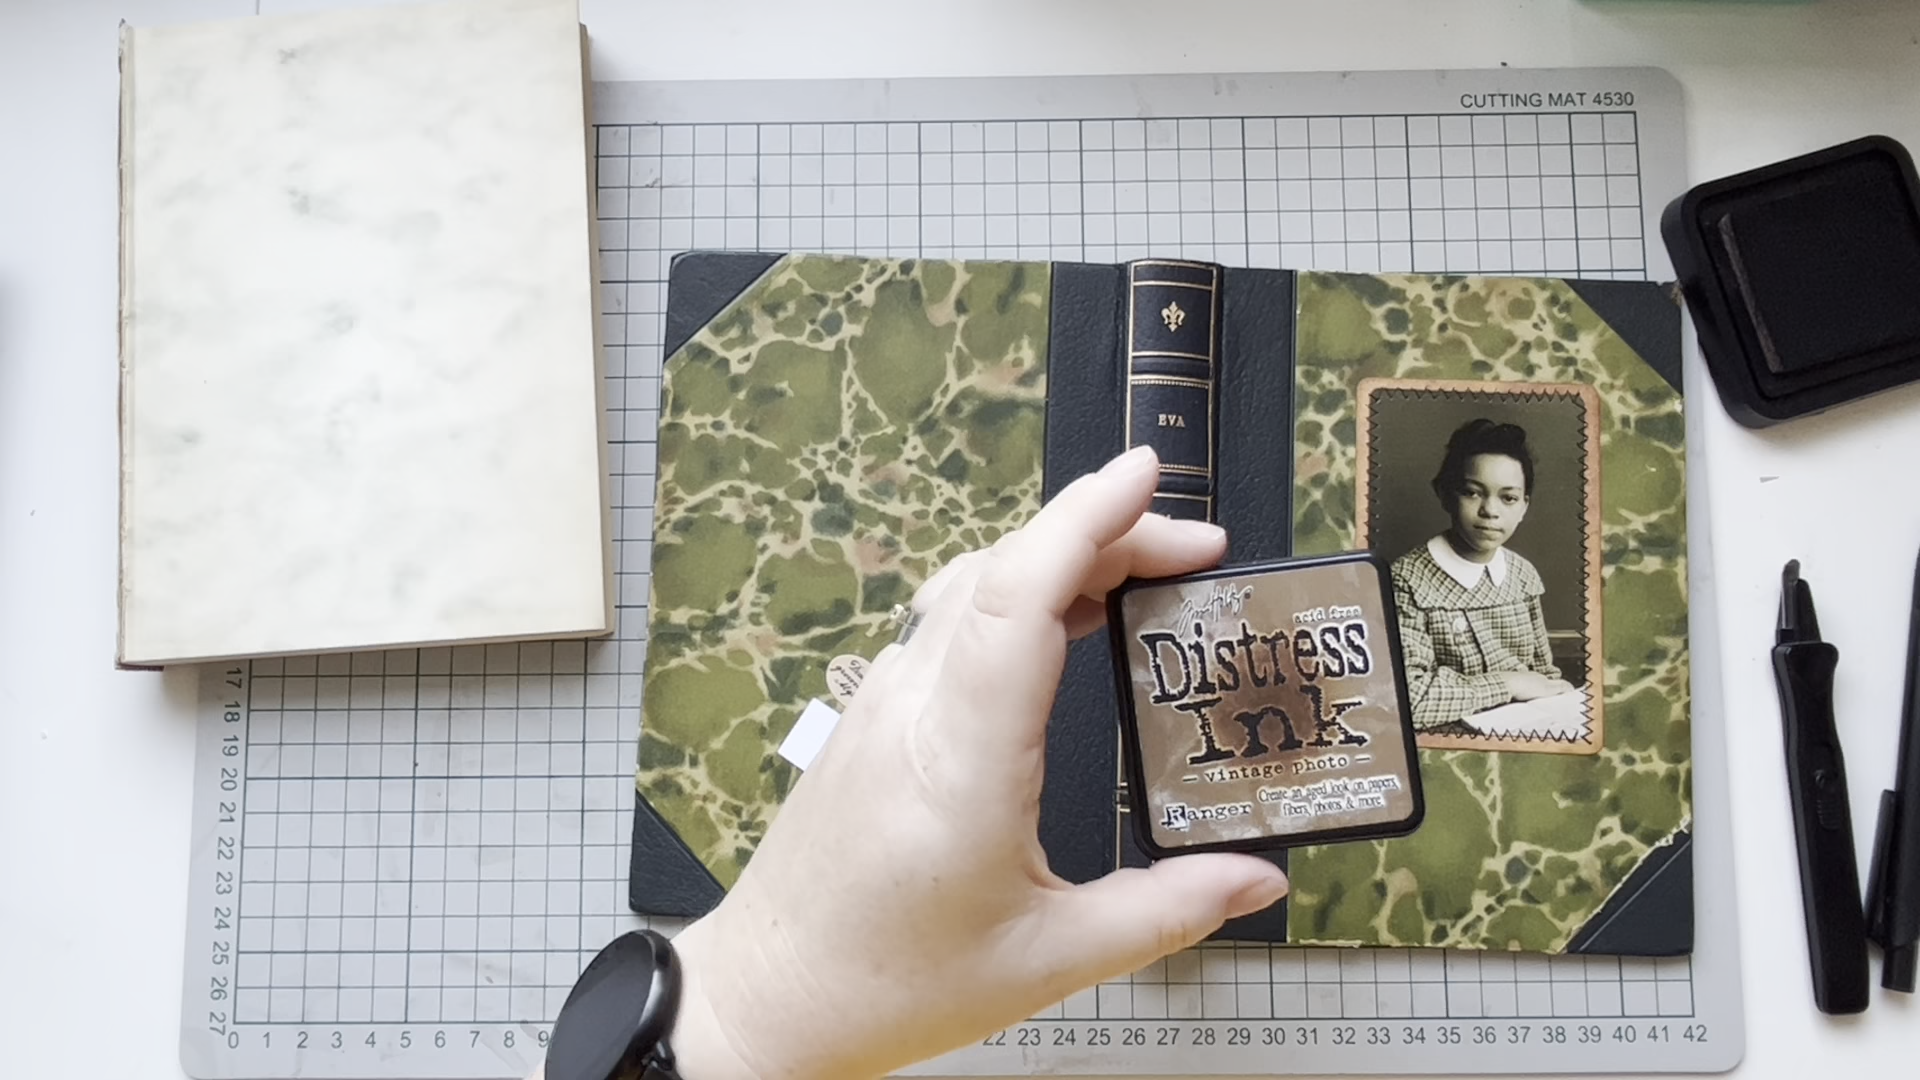 CUTTING MAT 4530
EVA
Tim Holtz
acid free
Distress
Ink
– vintage photo –
Ranger
Create an aged look on papers,
fibers, photos & more.
17
18
19
20
21
22
23
24
25
26
27
0 1 2 3 4 5 6 7 8 9 22 23 24 25 26 27 28 29 30 31 32 33 34 35 36 37 38 39 40 41 42